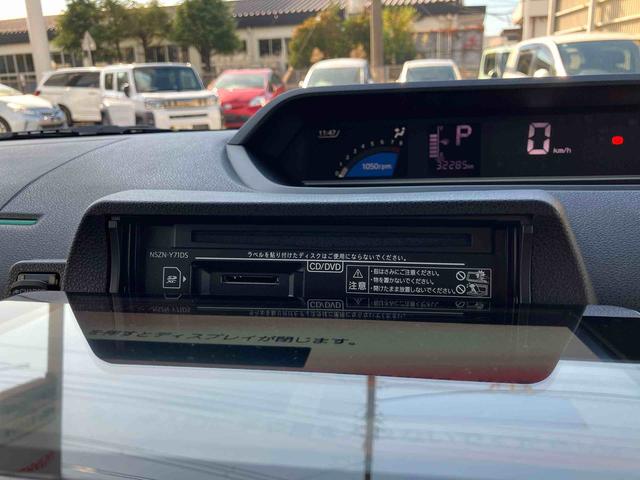 11:47
1050rpm
P
32285km
0 km/h
NSZN-Y71DS
ラベルを貼り付けたディスクはご使用にならないでください。
CD/DVD
注意
・指はさみにご注意ください。
・物を置かないでください。
・開けたまま放置しないでください。
を押すとディスプレイが閉じます。